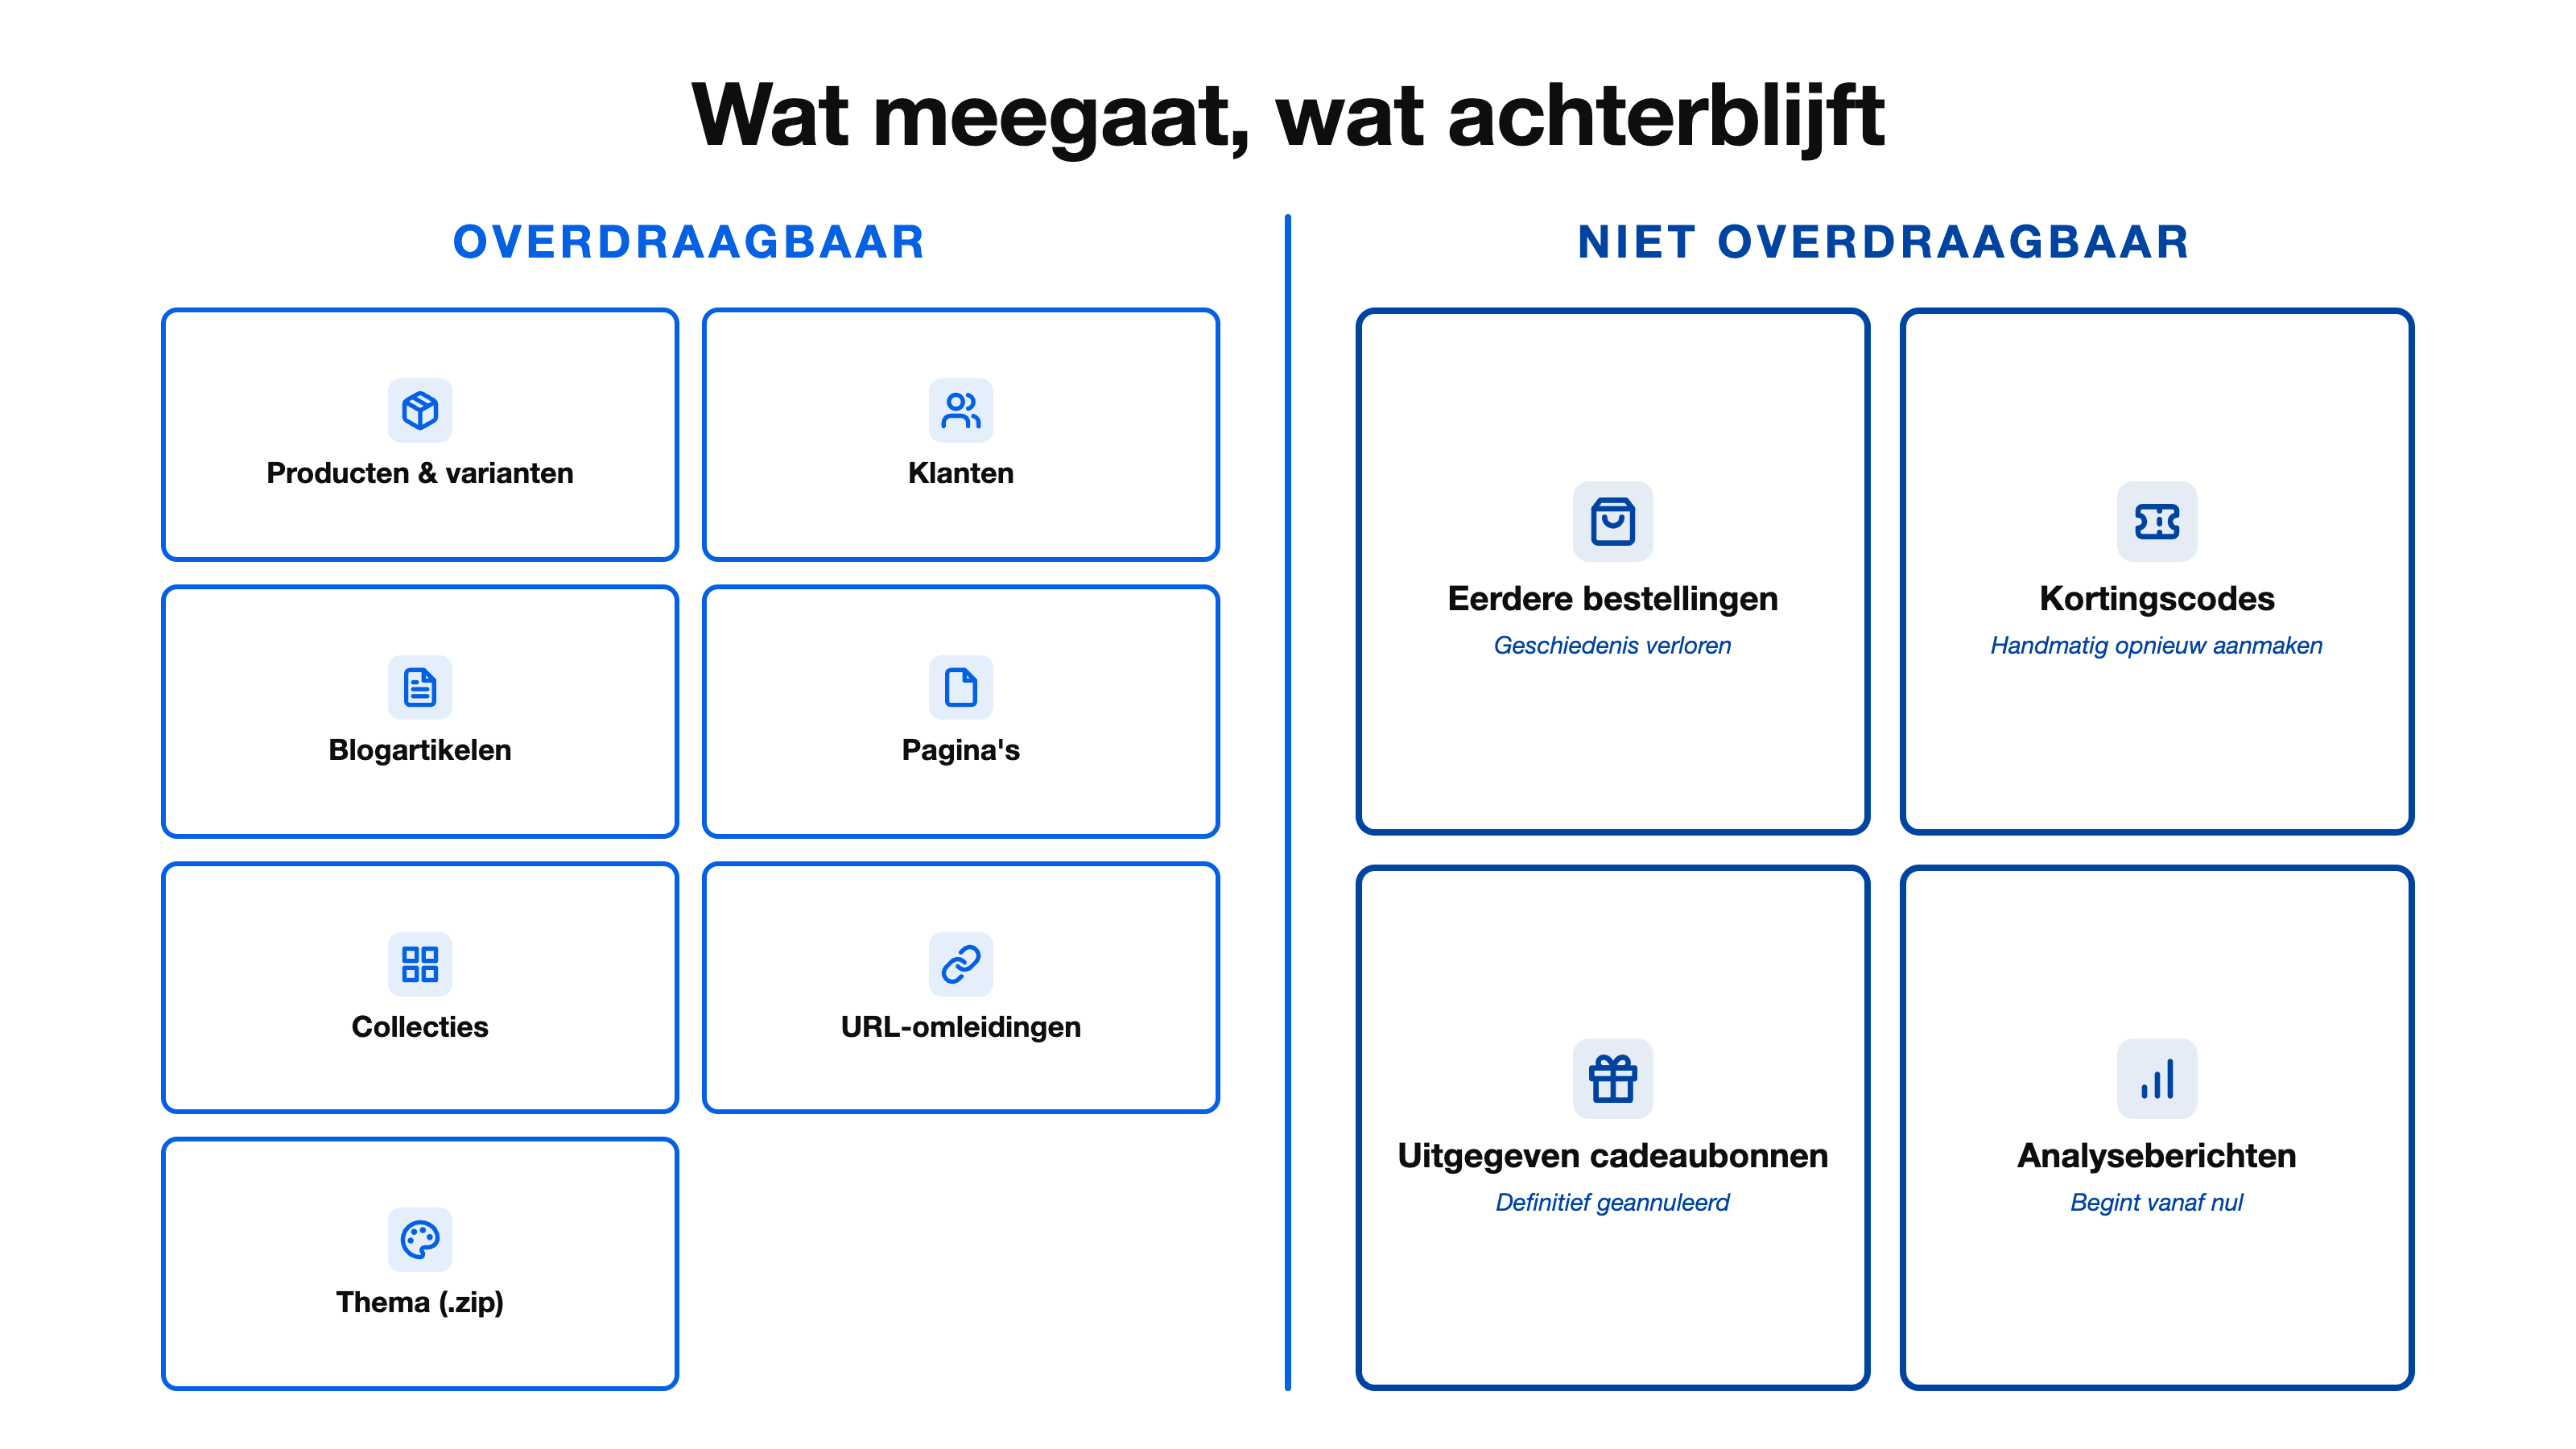 Wat meegaat, wat achterblijft
OVERDRAAGBAAR
Producten & varianten
Klanten
Blogartikelen
Pagina's
Collecties
URL-omleidingen
Thema (.zip)
NIET OVERDRAAGBAAR
Eerdere bestellingen
Geschiedenis verloren
Kortingscodes
Handmatig opnieuw aanmaken
Uitgegeven cadeaubonnen
Definitief geannuleerd
Analyseberichten
Begint vanaf nul